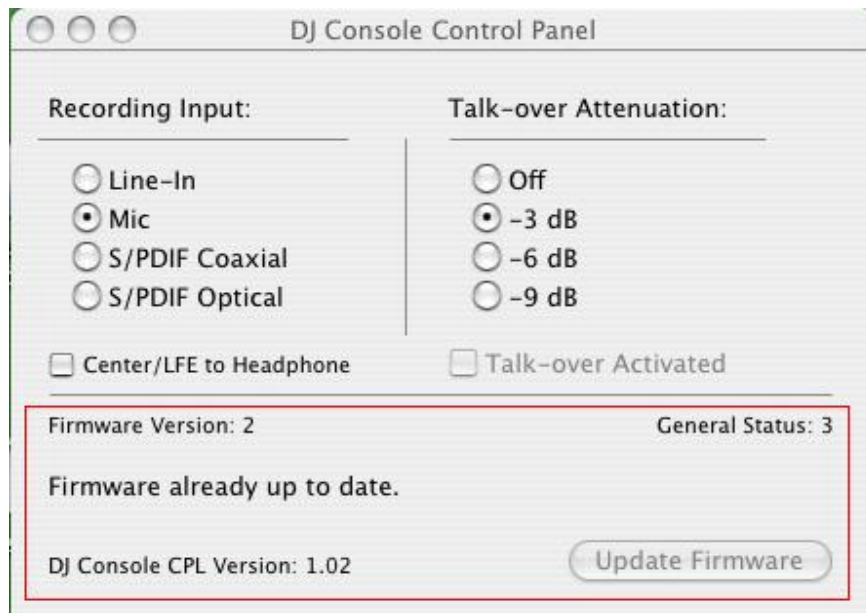 DJ Console Control Panel
Recording Input:
Talk-over Attenuation:
Line-In
Mic
S/PDIF Coaxial
S/PDIF Optical
Off
-3 dB
-6 dB
-9 dB
Center/LFE to Headphone
Talk-over Activated
Firmware Version: 2
General Status: 3
Firmware already up to date.
DJ Console CPL Version: 1.02
Update Firmware